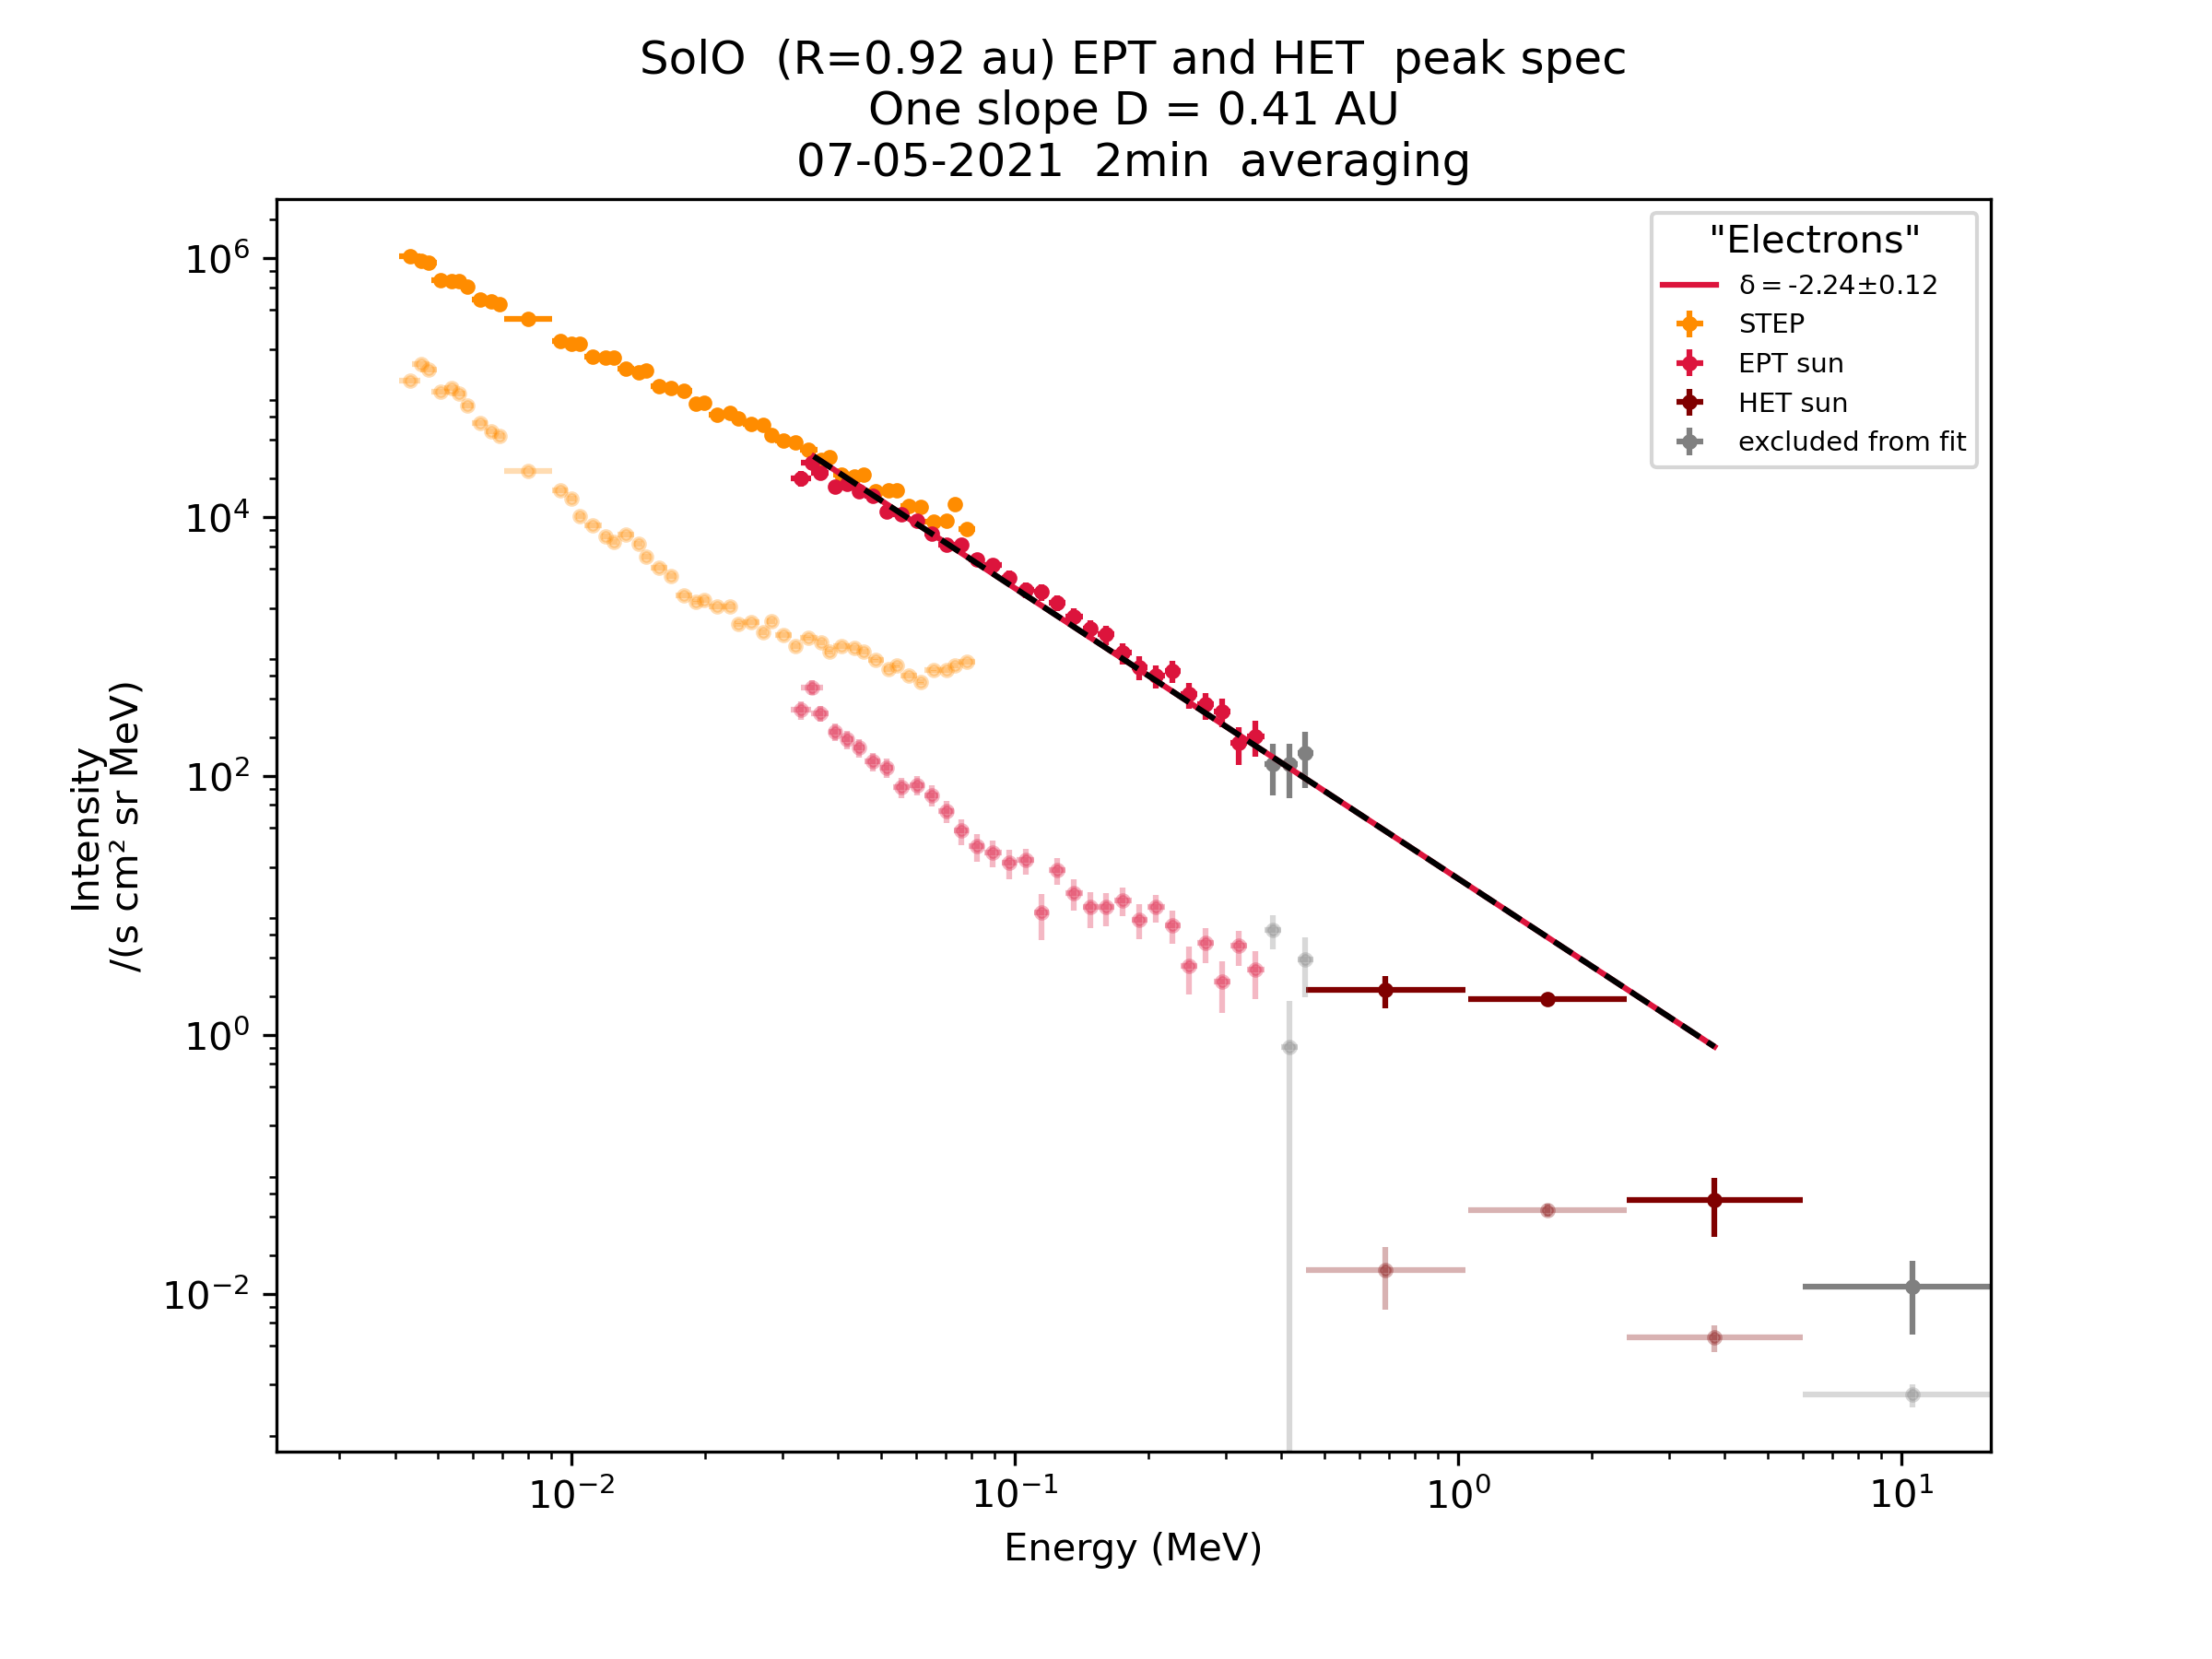 SolO  (R=0.92 au) EPT and HET  peak spec
One slope D = 0.41 AU
07-05-2021  2min  averaging
"Electrons"
δ = -2.24±0.12
STEP
EPT sun
HET sun
excluded from fit
Intensity
/(s cm² sr MeV)
10⁶
10⁴
10²
10⁰
10⁻²
10⁻²
10⁻¹
10⁰
10¹
Energy (MeV)